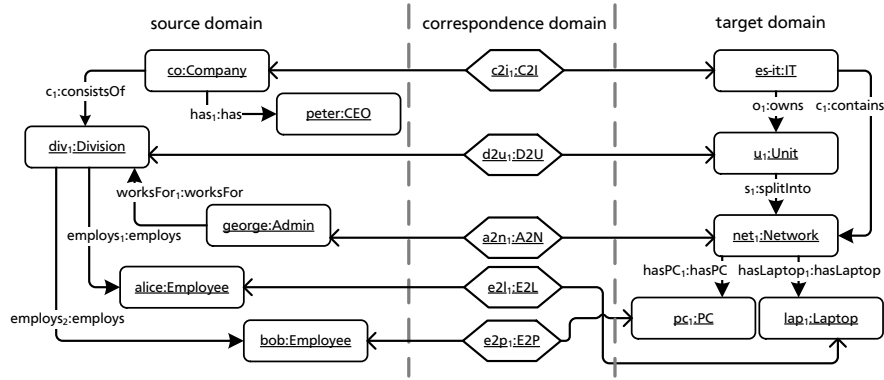 source domain
correspondence domain
target domain
co:Company
c2i₁:C2I
es-it:IT
c₁:consistsOf
has₁:has
o₁:owns
c₁:contains
peter:CEO
div₁:Division
d2u₁:D2U
u₁:Unit
worksFor₁:worksFor
s₁:splitInto
george:Admin
a2n₁:A2N
net₁:Network
employs₁:employs
hasPC₁:hasPC
hasLaptop₁:hasLaptop
alice:Employee
e2l₁:E2L
employs₂:employs
pc₁:PC
lap₁:Laptop
bob:Employee
e2p₁:E2P